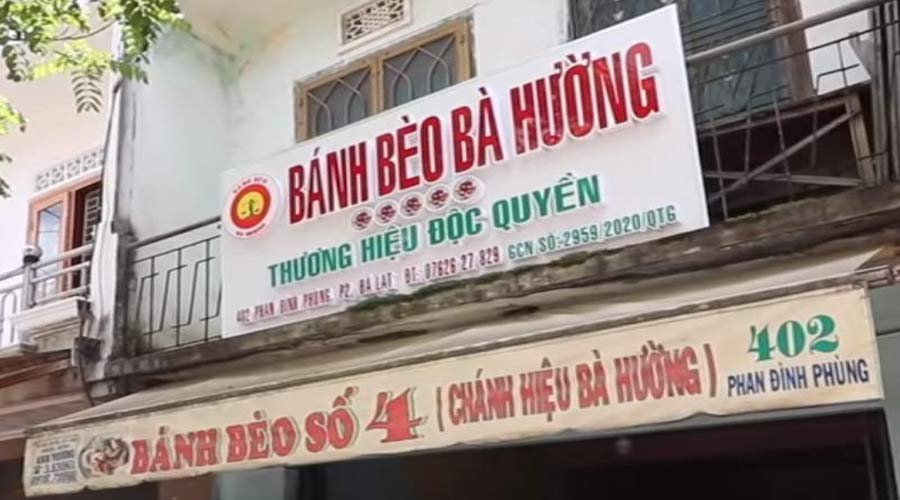 BÁNH BÈO BÀ HƯỜNG
THƯƠNG HIỆU ĐỘC QUYỀN
402 PHAN ĐÌNH PHÙNG, P2, ĐÀ LẠT ĐT: 07626 27 829 GCN SỐ: 2959/2020/QTG
BÁNH BÈO SỐ 4 (CHÁNH HIỆU BÀ HƯỜNG) 402
PHAN ĐÌNH PHÙNG